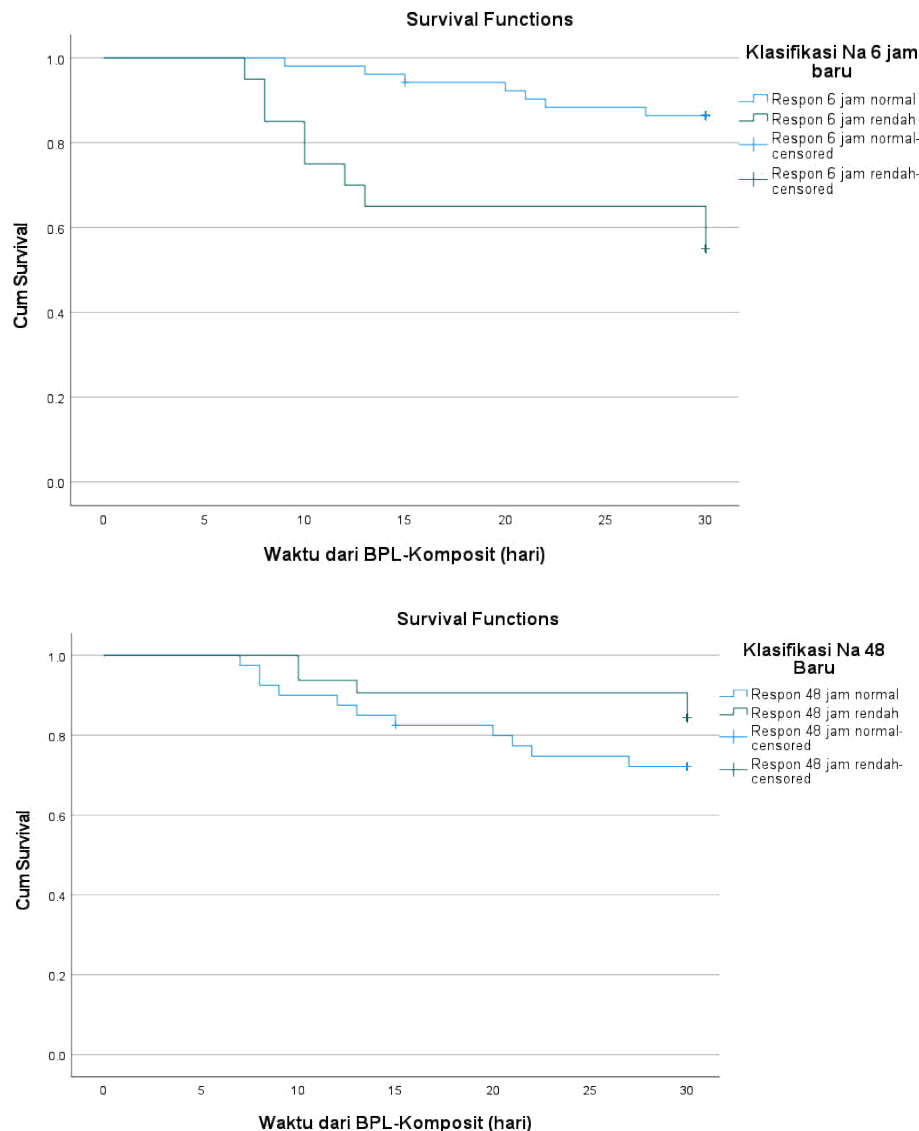 Survival Functions
Klasifikasi Na 6 jam
baru
Respon 6 jam normal
Respon 6 jam rendah
Respon 6 jam normal-
censored
Respon 6 jam rendah-
censored
Cum Survival
1.0
0.8
0.6
0.4
0.2
0.0
0 5 10 15 20 25 30
Waktu dari BPL-Komposit (hari)
Survival Functions
Klasifikasi Na 48
Baru
Respon 48 jam normal
Respon 48 jam rendah
Respon 48 jam normal-
censored
Respon 48 jam rendah-
censored
Cum Survival
1.0
0.8
0.6
0.4
0.2
0.0
0 5 10 15 20 25 30
Waktu dari BPL-Komposit (hari)